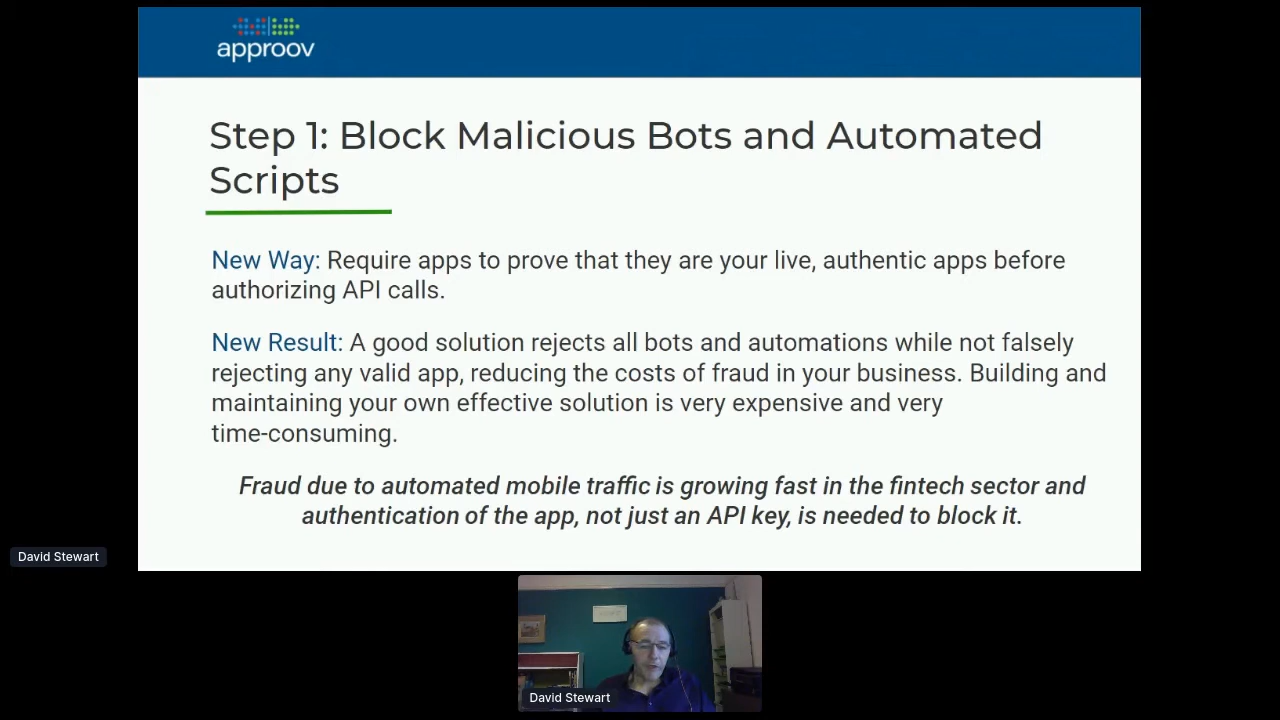 approov
Step 1: Block Malicious Bots and Automated
Scripts
New Way: Require apps to prove that they are your live, authentic apps before
authorizing API calls.
New Result: A good solution rejects all bots and automations while not falsely
rejecting any valid app, reducing the costs of fraud in your business. Building and
maintaining your own effective solution is very expensive and very
time-consuming.
Fraud due to automated mobile traffic is growing fast in the fintech sector and
authentication of the app, not just an API key, is needed to block it.
David Stewart
David Stewart